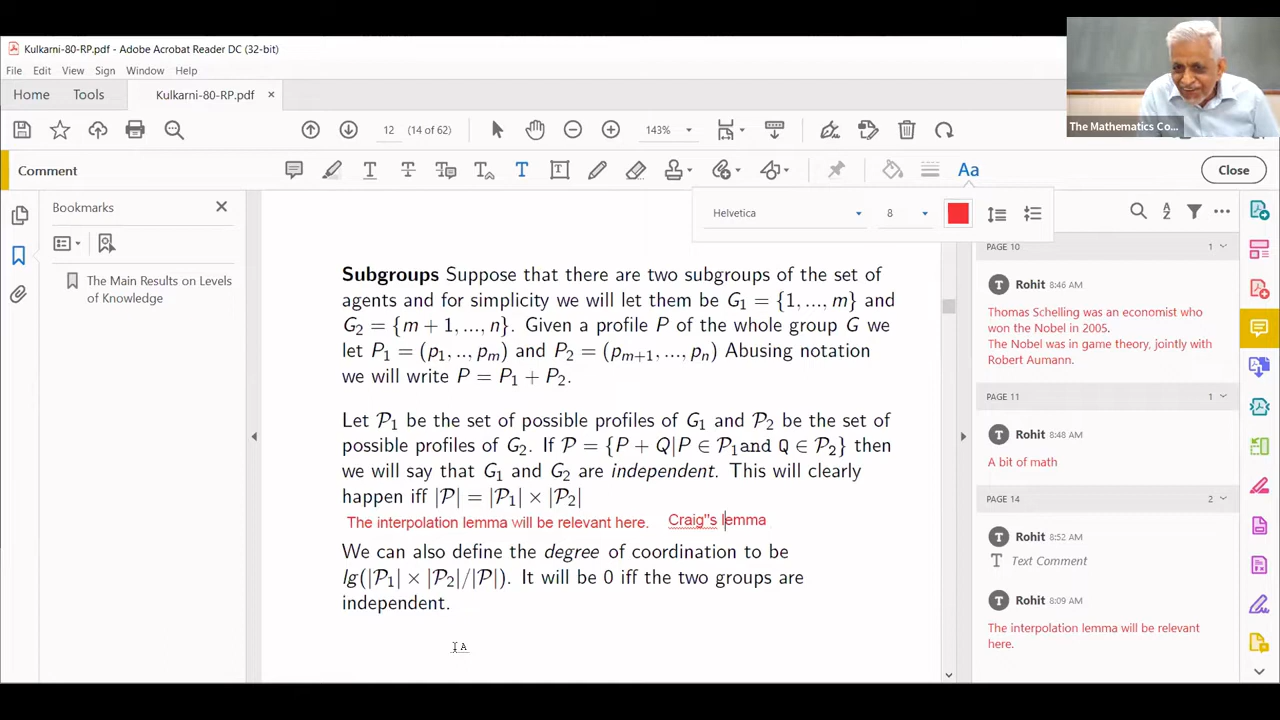 Kulkarni-80-RP.pdf - Adobe Acrobat Reader DC (32-bit)
File Edit View Sign Window Help
Home Tools Kulkarni-80-RP.pdf ×
12 (14 of 62) 143%
The Mathematics Co...
Comment
Aa
Close
Bookmarks
Helvetica 8
The Main Results on Levels
of Knowledge
Subgroups Suppose that there are two subgroups of the set of
agents and for simplicity we will let them be G₁ = {1, ..., m} and
G₂ = {m + 1, ..., n}. Given a profile P of the whole group G we
let P₁ = (p₁, .., pₘ) and P₂ = (pₘ₊₁, ..., pₙ) Abusing notation
we will write P = P₁ + P₂.
Let 𝒫₁ be the set of possible profiles of G₁ and 𝒫₂ be the set of
possible profiles of G₂. If 𝒫 = {P + Q|P ∈ 𝒫₁and Q ∈ 𝒫₂} then
we will say that G₁ and G₂ are independent. This will clearly
happen iff |𝒫| = |𝒫₁| × |𝒫₂|
The interpolation lemma will be relevant here. Craig''s lemma
We can also define the degree of coordination to be
lg(|𝒫₁| × |𝒫₂|/|𝒫|). It will be 0 iff the two groups are
independent.
PAGE 10 1
Rohit 8:46 AM
Thomas Schelling was an economist who
won the Nobel in 2005.
The Nobel was in game theory, jointly with
Robert Aumann.
PAGE 11 1
Rohit 8:48 AM
A bit of math
PAGE 14 2
Rohit 8:52 AM
Text Comment
Rohit 8:09 AM
The interpolation lemma will be relevant
here.